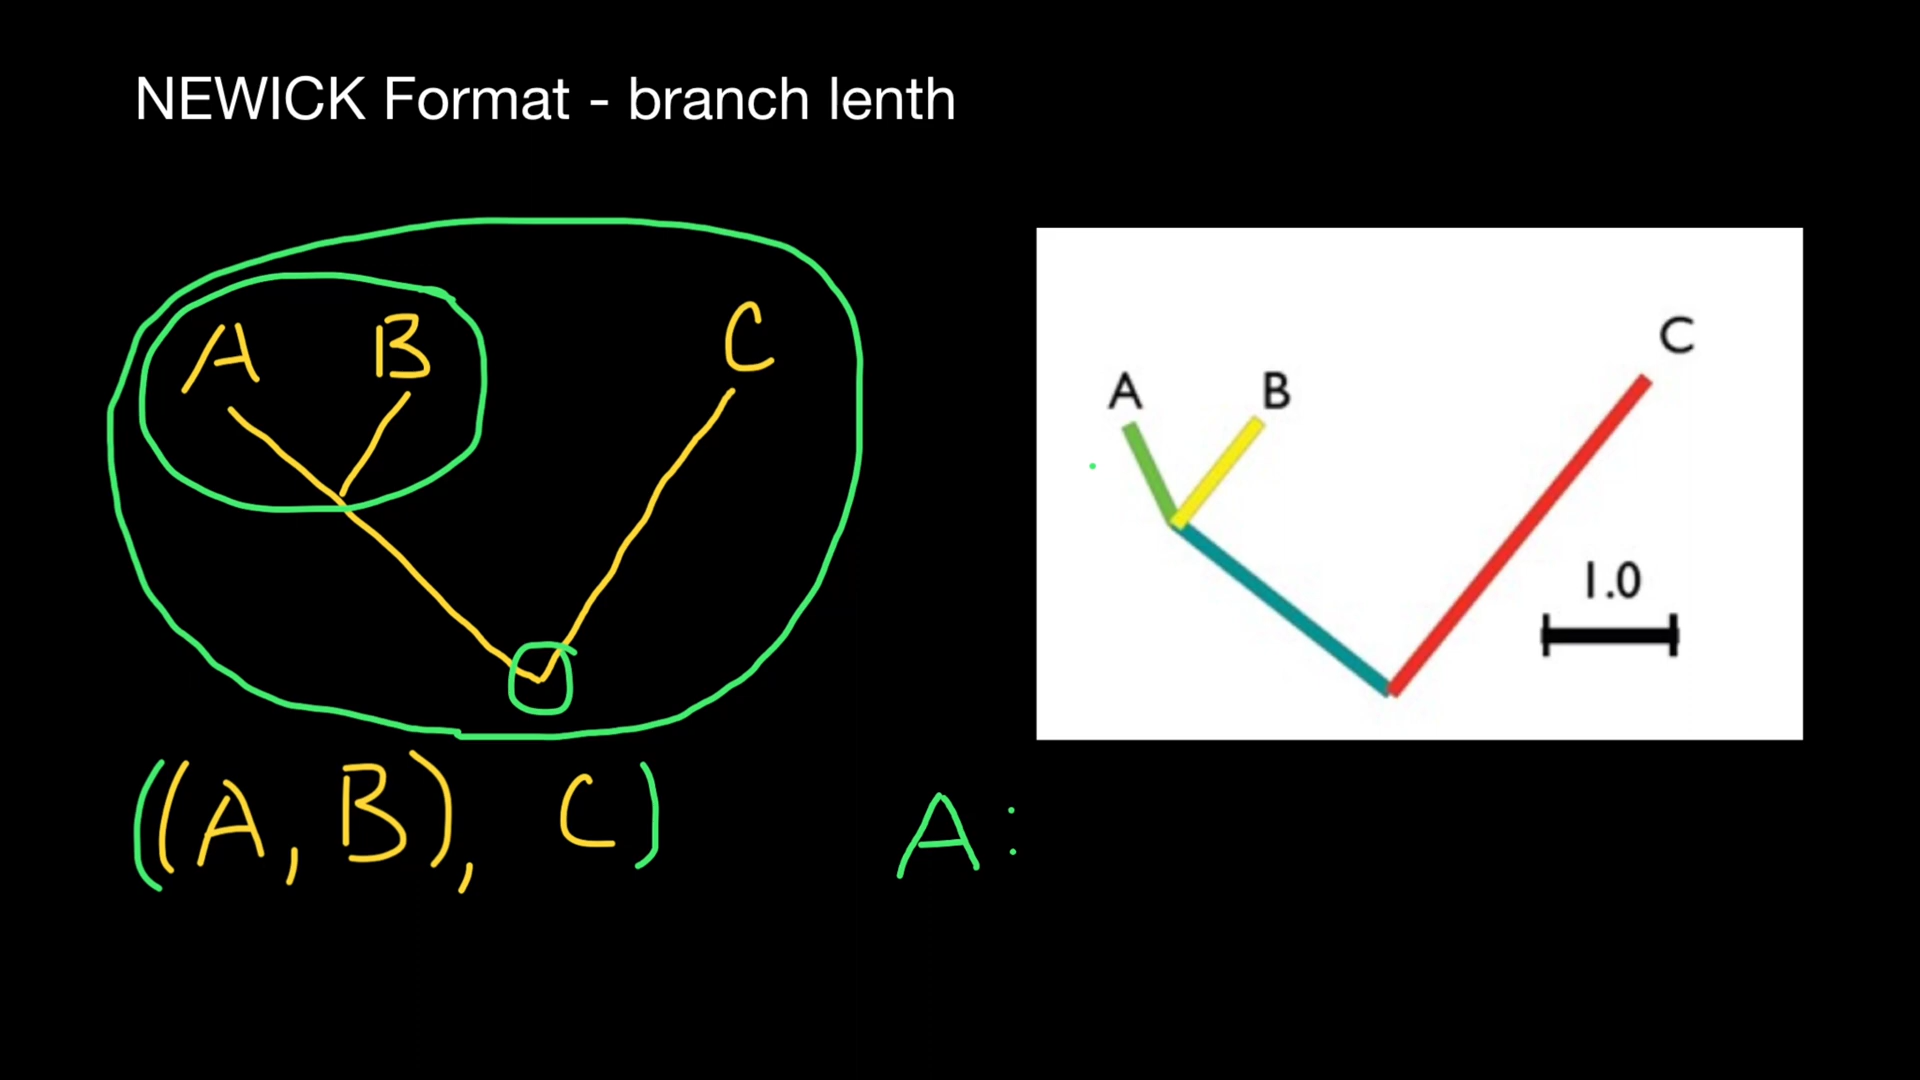 NEWICK Format - branch lenth
A B C
A B C
1.0
((A, B), C)
A: